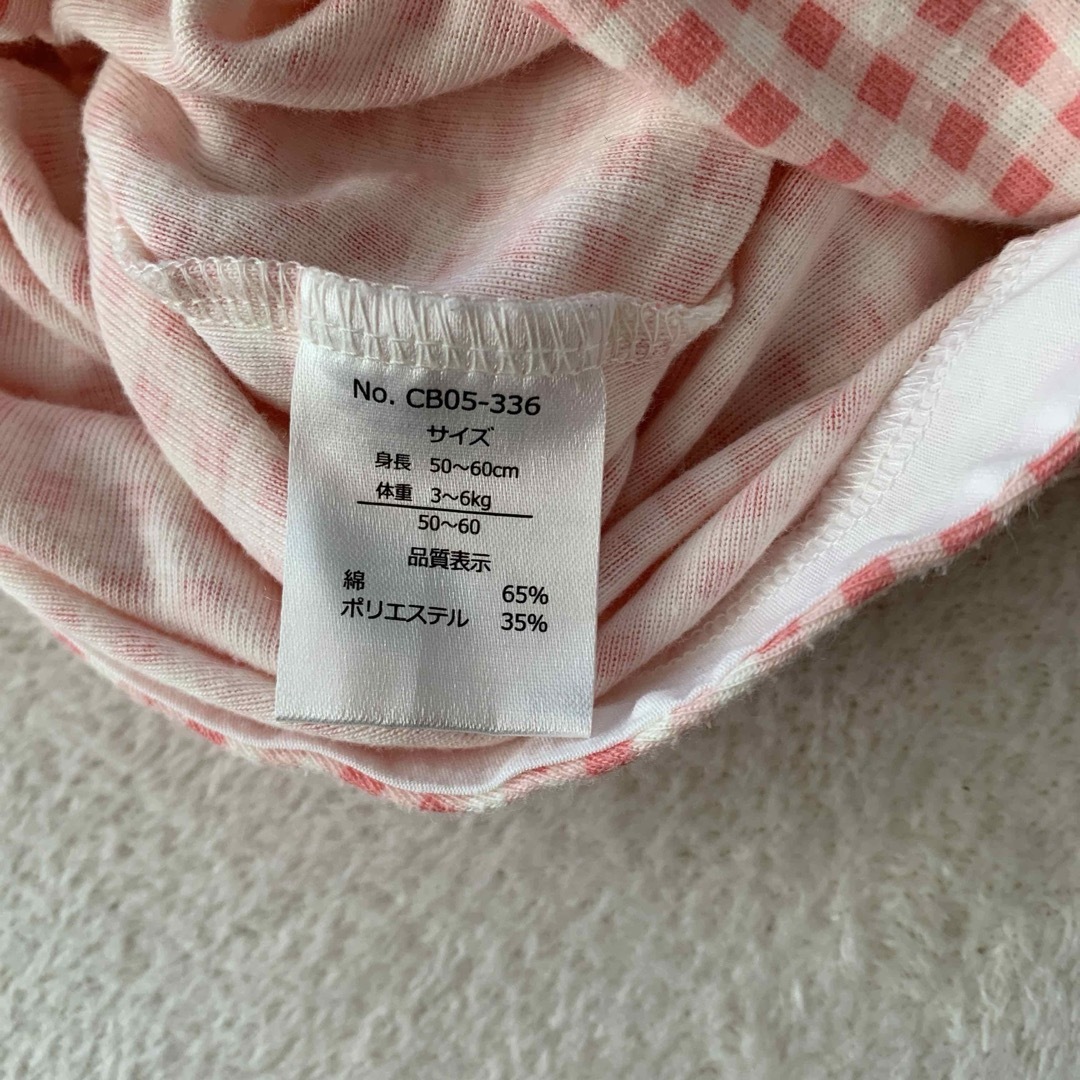 No. CB05-336
サイズ
身長 50～60cm
体重 3～6kg
50～60
品質表示
綿 65%
ポリエステル 35%